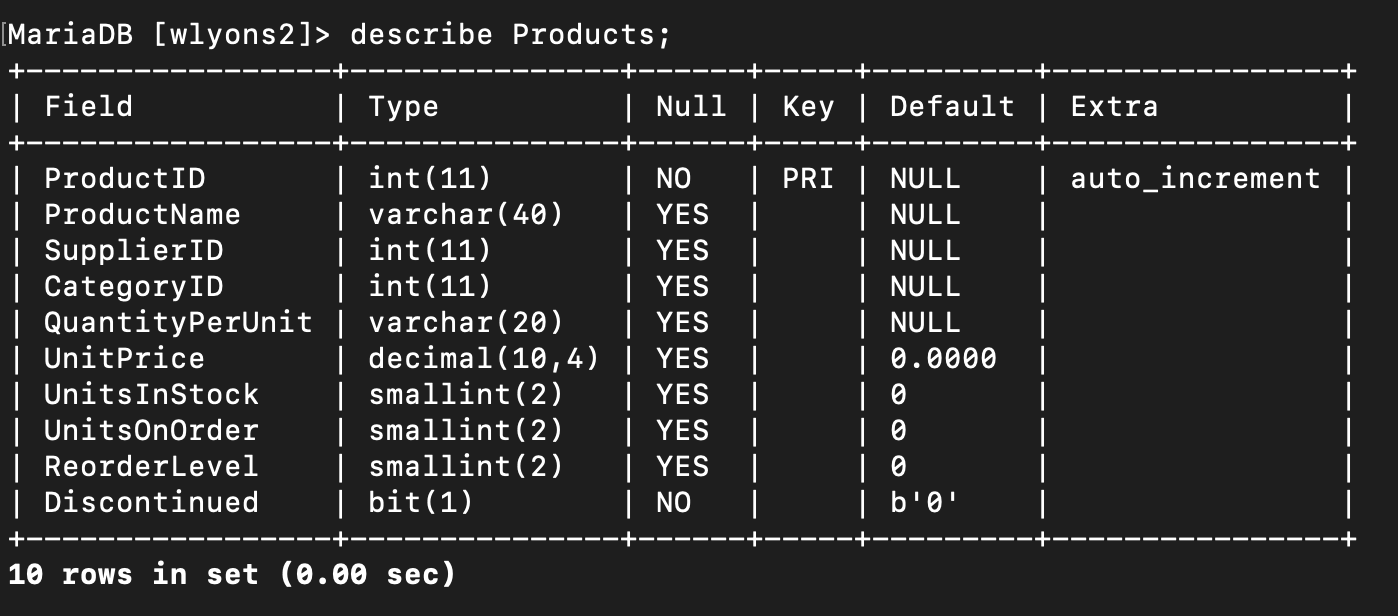 [MariaDB [wlyons2]> describe Products;
+-----------------+---------------+------+-----+---------+----------------+
| Field           | Type          | Null | Key | Default | Extra          |
+-----------------+---------------+------+-----+---------+----------------+
| ProductID       | int(11)       | NO   | PRI | NULL    | auto_increment |
| ProductName     | varchar(40)   | YES  |     | NULL    |                |
| SupplierID      | int(11)       | YES  |     | NULL    |                |
| CategoryID      | int(11)       | YES  |     | NULL    |                |
| QuantityPerUnit | varchar(20)   | YES  |     | NULL    |                |
| UnitPrice       | decimal(10,4) | YES  |     | 0.0000  |                |
| UnitsInStock    | smallint(2)   | YES  |     | 0       |                |
| UnitsOnOrder    | smallint(2)   | YES  |     | 0       |                |
| ReorderLevel    | smallint(2)   | YES  |     | 0       |                |
| Discontinued    | bit(1)        | NO   |     | b'0'    |                |
+-----------------+---------------+------+-----+---------+----------------+
10 rows in set (0.00 sec)